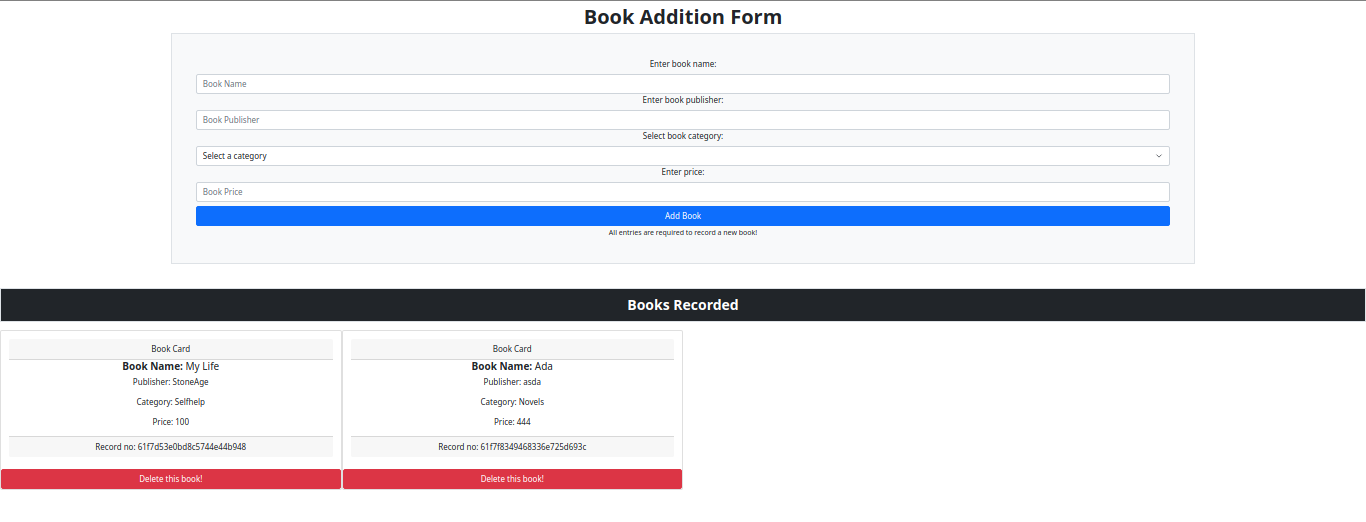 Book Addition Form
Enter book name:
Book Name
Enter book publisher:
Book Publisher
Select book category:
Select a category
Enter price:
Book Price
Add Book
All entries are required to record a new book!
Books Recorded
Book Card
Book Name: My Life
Publisher: StoneAge
Category: Selfhelp
Price: 100
Record no: 61f7d53e0bd8c5744e44b948
Delete this book!
Book Card
Book Name: Ada
Publisher: asda
Category: Novels
Price: 444
Record no: 61f7f8349468336e725d693c
Delete this book!